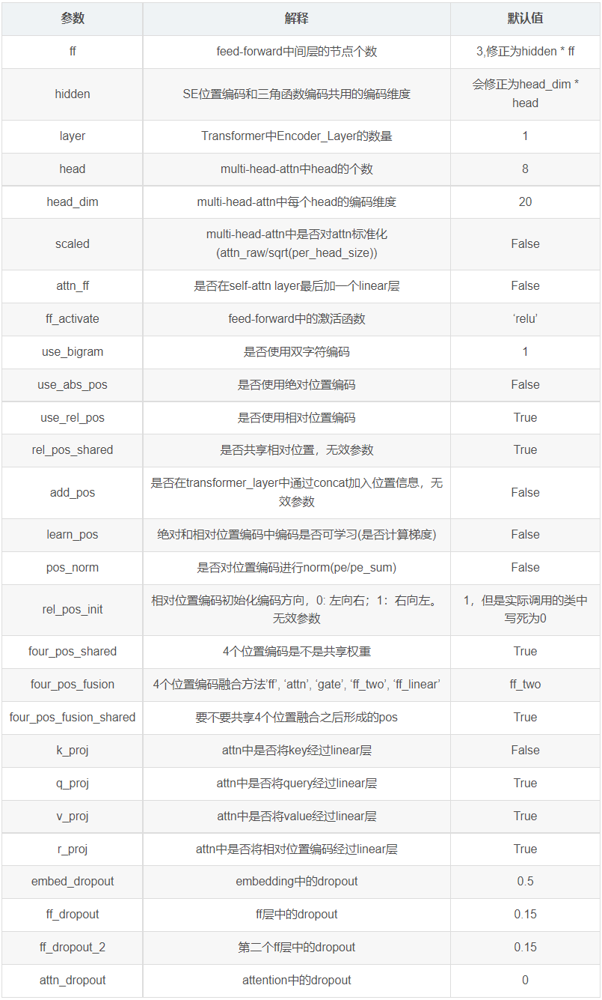 参数 解释 默认值
ff feed-forward中间层的节点个数 3,修正为hidden * ff
hidden SE位置编码和三角函数编码共用的编码维度 会修正为head_dim *
head
layer Transformer中Encoder_Layer的数量 1
head multi-head-attn中head的个数 8
head_dim multi-head-attn中每个head的编码维度 20
scaled multi-head-attn中是否对attn标准化
(attn_raw/sqrt(per_head_size)) False
attn_ff 是否在self-attn layer最后加一个linear层 False
ff_activate feed-forward中的激活函数 ‘relu’
use_bigram 是否使用双字符编码 1
use_abs_pos 是否使用绝对位置编码 False
use_rel_pos 是否使用相对位置编码 True
rel_pos_shared 是否共享相对位置，无效参数 True
add_pos 是否在transformer_layer中通过concat加入位置信息，无
效参数 False
learn_pos 绝对和相对位置编码中编码是否可学习(是否计算梯度) False
pos_norm 是否对位置编码进行norm(pe/pe_sum) False
rel_pos_init 相对位置编码初始化编码方向，0: 左向右；1：右向左。 1，但是实际调用的类中
无效参数 写死为0
four_pos_shared 4个位置编码是不是共享权重 True
four_pos_fusion 4个位置编码融合方法’ff’, ‘attn’, ‘gate’, ‘ff_two’, ‘ff_linear’ ff_two
four_pos_fusion_shared 要不要共享4个位置融合之后形成的pos True
k_proj attn中是否将key经过linear层 False
q_proj attn中是否将query经过linear层 True
v_proj attn中是否将value经过linear层 True
r_proj attn中是否将相对位置编码经过linear层 True
embed_dropout embedding中的dropout 0.5
ff_dropout ff层中的dropout 0.15
ff_dropout_2 第二个ff层中的dropout 0.15
attn_dropout attention中的dropout 0